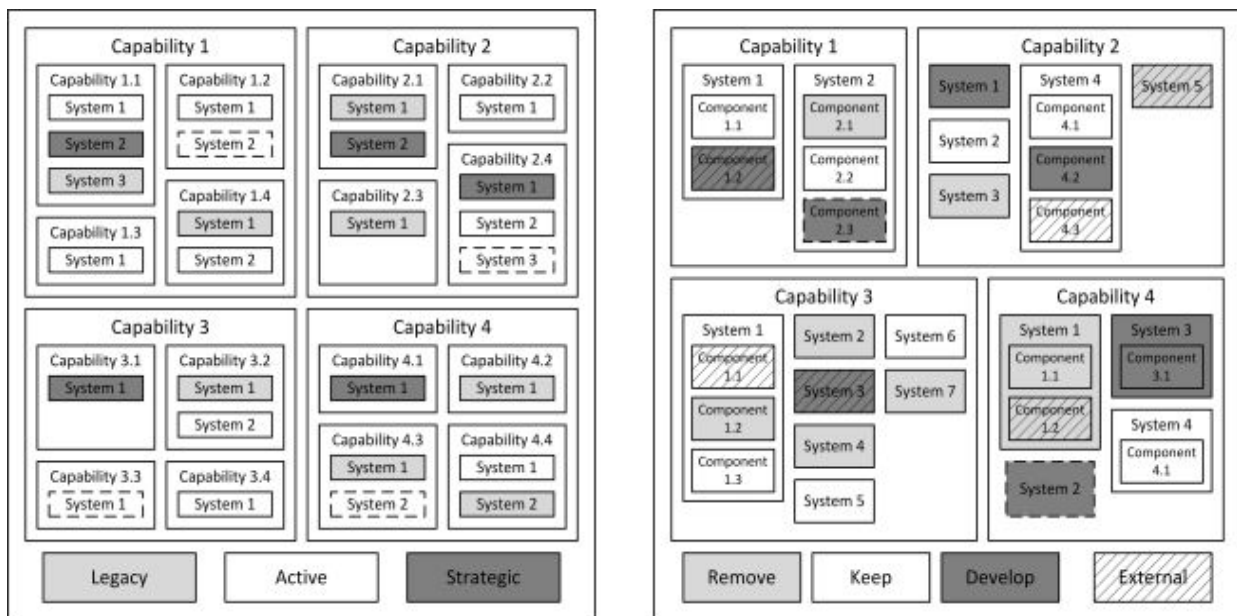 Capability 1
Capability 1.1
System 1
System 2
System 3
Capability 1.2
System 1
System 2
Capability 1.3
System 1
Capability 1.4
System 1
System 2
Capability 2
Capability 2.1
System 1
System 2
Capability 2.2
System 1
Capability 2.3
System 1
Capability 2.4
System 1
System 2
System 3
Capability 3
Capability 3.1
System 1
Capability 3.2
System 1
System 2
Capability 3.3
System 1
Capability 3.4
System 1
Capability 4
Capability 4.1
System 1
Capability 4.2
System 1
Capability 4.3
System 1
System 2
Capability 4.4
System 1
System 2
Legacy
Active
Strategic
Capability 1
System 1
Component
1.1
Component
1.2
System 2
Component
2.1
Component
2.2
Component
2.3
Capability 2
System 1
System 2
System 3
System 4
Component
4.1
Component
4.2
Component
4.3
System 5
Capability 3
System 1
Component
1.1
Component
1.2
Component
1.3
System 2
System 3
System 4
System 5
System 6
System 7
Capability 4
System 1
Component
1.1
Component
1.2
System 2
System 3
Component
3.1
System 4
Component
4.1
Remove
Keep
Develop
External